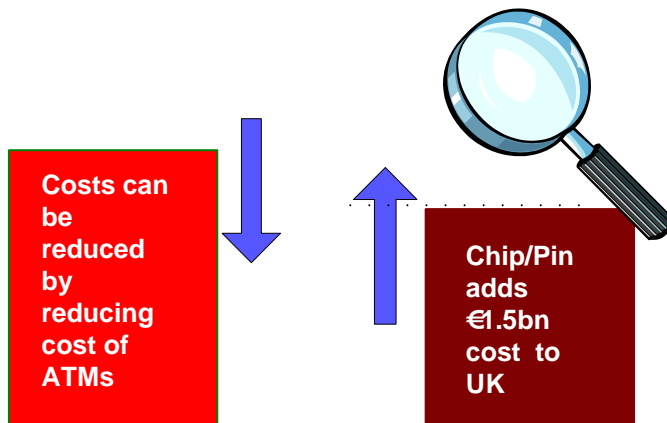 Costs can
be
reduced
by
reducing
cost of
ATMs
Chip/Pin
adds
€1.5bn
cost to
UK